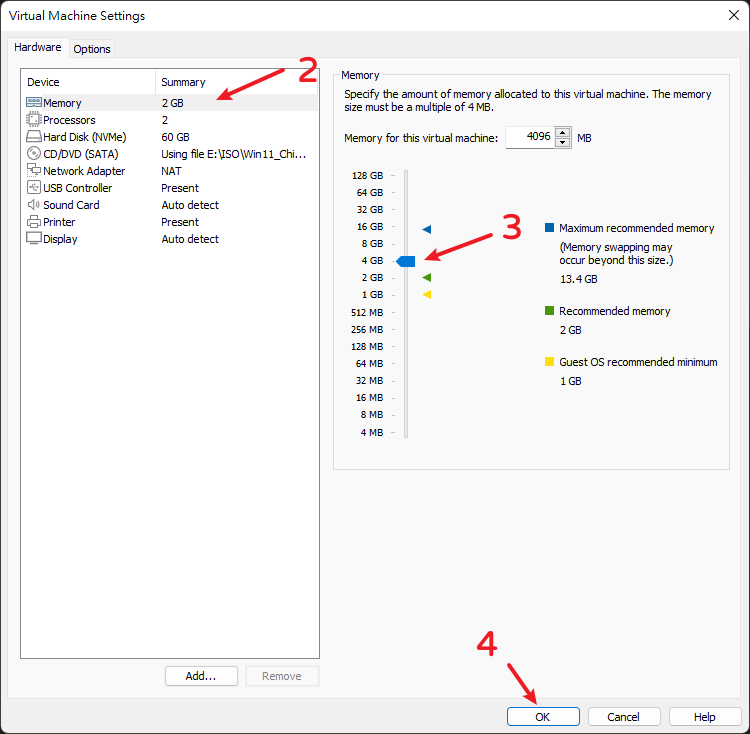 Virtual Machine Settings
Hardware
Options
2
Device Summary
Memory 2 GB
Processors 2
Hard Disk (NVMe) 60 GB
CD/DVD (SATA) Using file E:\ISO\Win11_Chi...
Network Adapter NAT
USB Controller Present
Sound Card Auto detect
Printer Present
Display Auto detect
Add...
Remove
Memory
Specify the amount of memory allocated to this virtual machine. The memory
size must be a multiple of 4 MB.
Memory for this virtual machine: 4096 MB
128 GB
64 GB
32 GB
16 GB
8 GB
4 GB
2 GB
1 GB
512 MB
256 MB
128 MB
64 MB
32 MB
16 MB
8 MB
4 MB
3
Maximum recommended memory
(Memory swapping may
occur beyond this size.)
13.4 GB
Recommended memory
2 GB
Guest OS recommended minimum
1 GB
4
OK
Cancel
Help